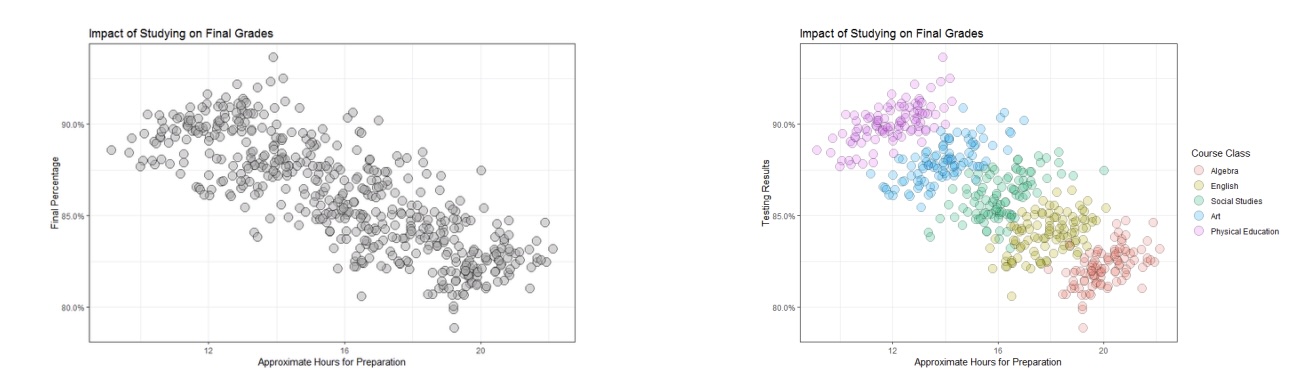 Impact of Studying on Final Grades
Final Percentage
90.0%
85.0%
80.0%
12 16 20
Approximate Hours for Preparation
Impact of Studying on Final Grades
Testing Results
90.0%
85.0%
80.0%
12 16 20
Approximate Hours for Preparation
Course Class
Algebra
English
Social Studies
Art
Physical Education